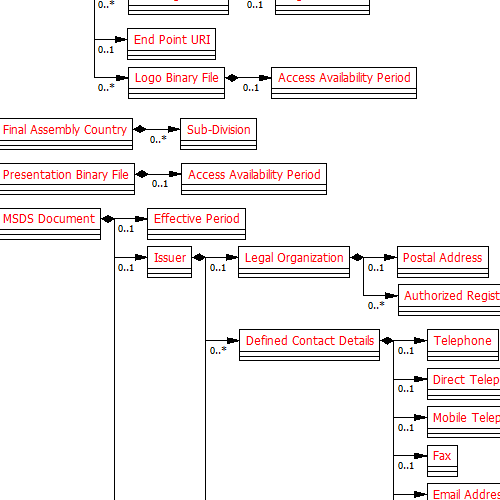 0..*
0..1
End Point URI
0..1
Logo Binary File
Access Availability Period
0..*
0..1
Final Assembly Country
Sub-Division
0..*
Presentation Binary File
Access Availability Period
0..1
MSDS Document
Effective Period
0..1
Issuer
Legal Organization
Postal Address
0..1
0..1
0..1
Authorized Regist
0..*
Defined Contact Details
Telephone
0..*
0..1
Direct Telep
0..1
Mobile Telep
0..1
Fax
0..1
Email Addres